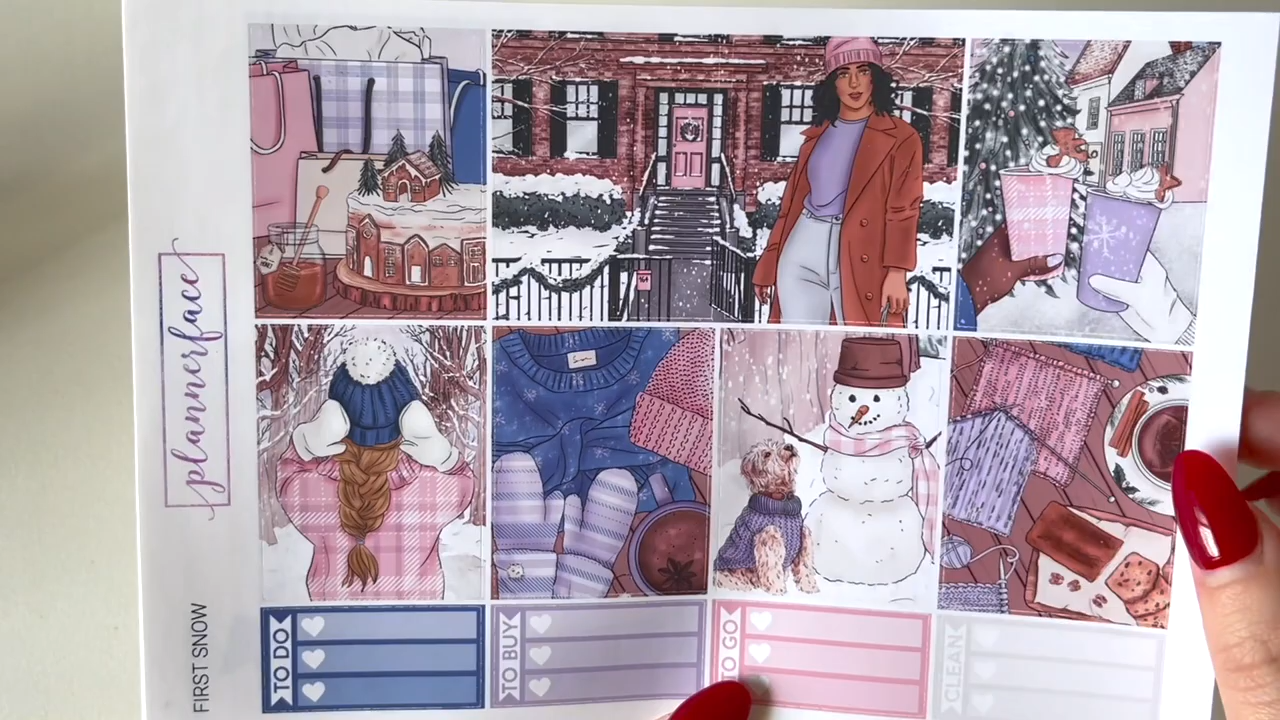 plannerface
FIRST SNOW
TO DO
TO BUY
TO GO
CLEAN